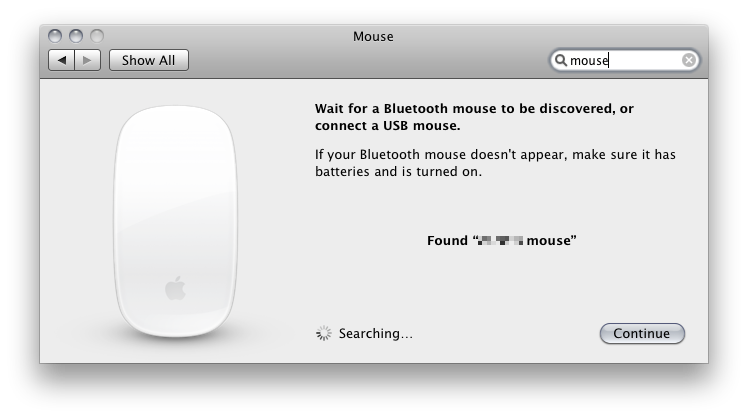 Mouse
Show All
mouse
Wait for a Bluetooth mouse to be discovered, or
connect a USB mouse.
If your Bluetooth mouse doesn't appear, make sure it has
batteries and is turned on.
Found “ mouse”
Searching...
Continue